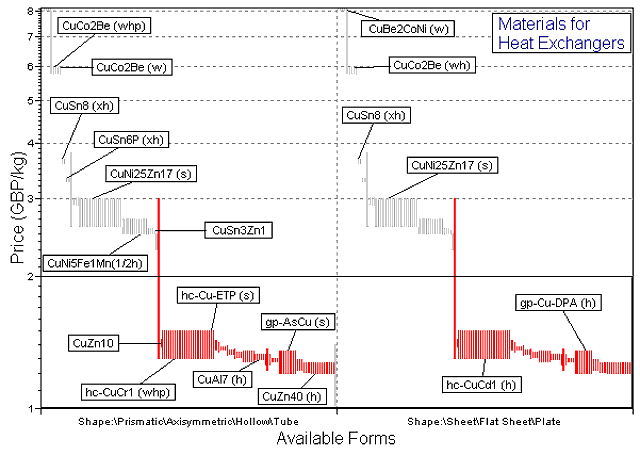 Materials for
Heat Exchangers
Price (GBP/kg)
8
7
6
5
4
3
2
1
CuCo2Be (whp)
CuCo2Be (w)
CuSn8 (xh)
CuSn6P (xh)
CuNi25Zn17 (s)
CuSn3Zn1
CuNi5Fe1Mn(1/2h)
hc-Cu-ETP (s)
gp-AsCu (s)
CuZn10
CuAl7 (h)
hc-CuCr1 (whp)
CuZn40 (h)
CuBe2CoNi (w)
CuCo2Be (wh)
CuSn8 (xh)
CuNi25Zn17 (s)
gp-Cu-DPA (h)
hc-CuCd1 (h)
Shape:\Prismatic\Axisymmetric\Hollow\Tube
Shape:\Sheet\Flat Sheet\Plate
Available Forms